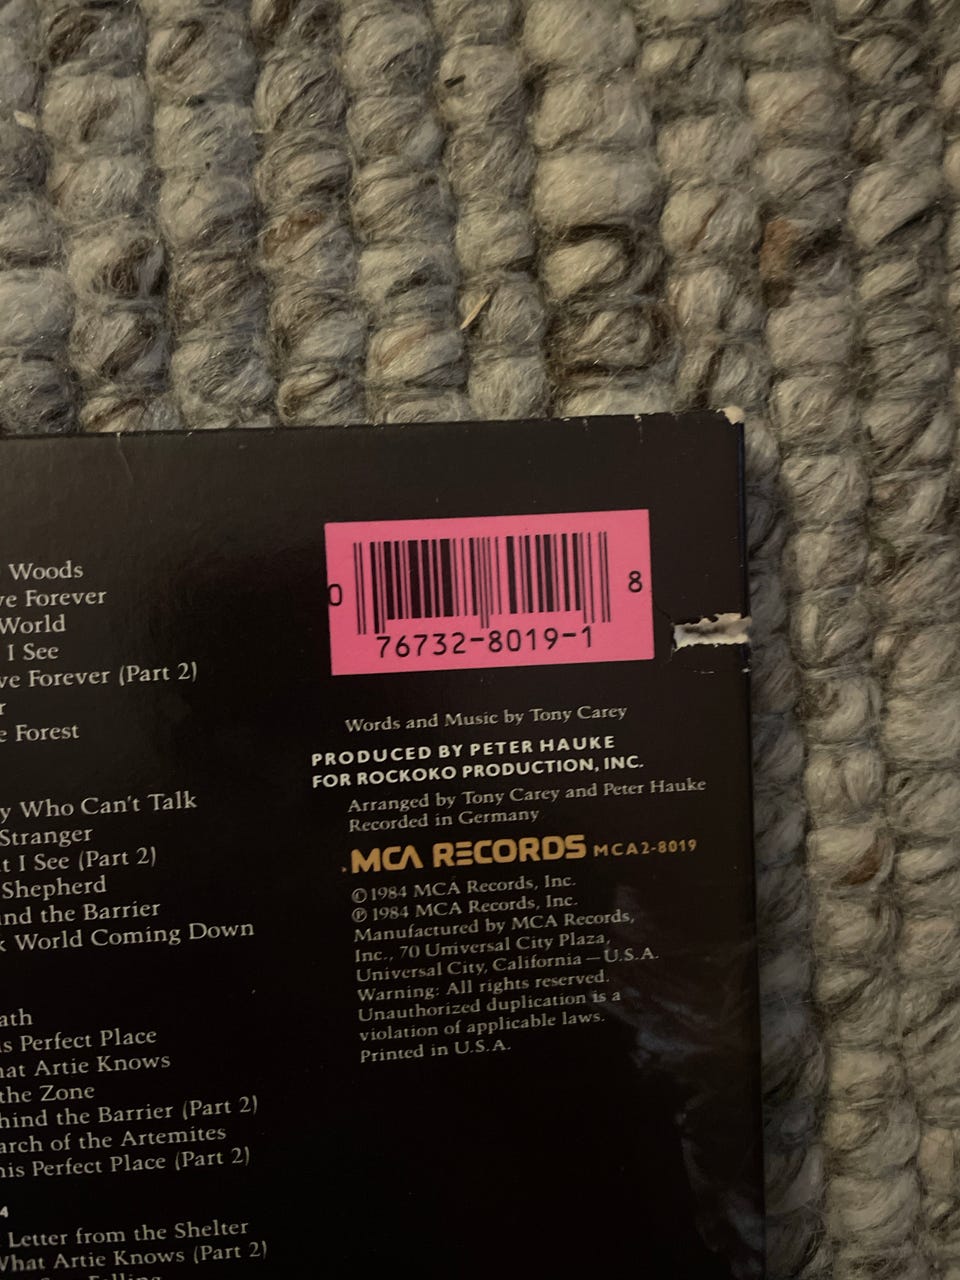 Woods
ve Forever
World
I See
ve Forever (Part 2)
r
e Forest
y Who Can't Talk
Stranger
t I See (Part 2)
Shepherd
nd the Barrier
k World Coming Down
ath
is Perfect Place
hat Artie Knows
the Zone
hind the Barrier (Part 2)
arch of the Artemites
his Perfect Place (Part 2)
4
Letter from the Shelter
What Artie Knows (Part 2)
Falling
0 76732-8019-1 8
Words and Music by Tony Carey
PRODUCED BY PETER HAUKE
FOR ROCKOKO PRODUCTION, INC.
Arranged by Tony Carey and Peter Hauke
Recorded in Germany
MCA RECORDS MCA2-8019
©1984 MCA Records, Inc.
℗1984 MCA Records, Inc.
Manufactured by MCA Records,
Inc., 70 Universal City Plaza,
Universal City, California—U.S.A.
Warning: All rights reserved.
Unauthorized duplication is a
violation of applicable laws.
Printed in U.S.A.